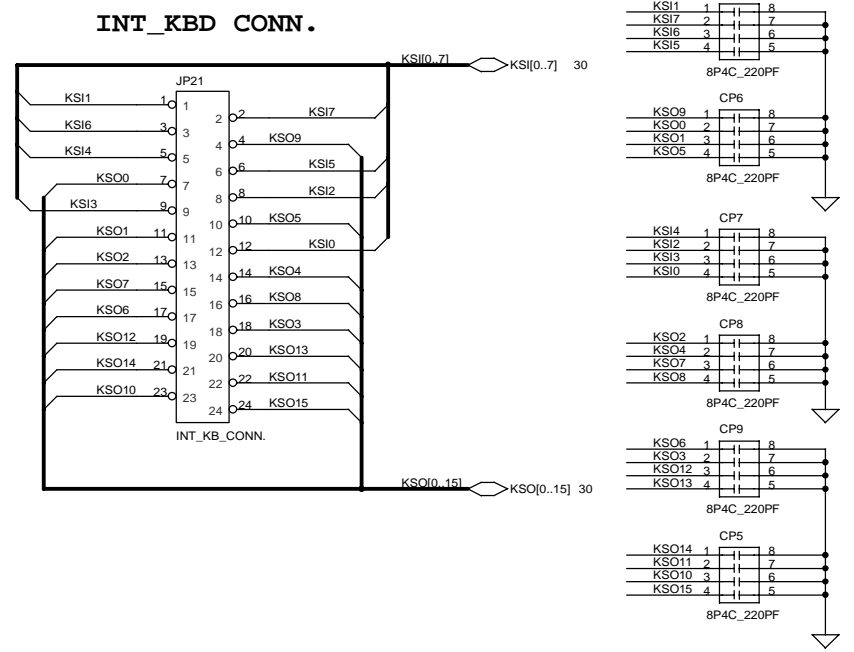 INT_KBD CONN.
KSI[0..7]
KSI[0..7] 30
JP21
KSI1 1 1
2 2 KSI7
KSI6 3 3
4 4 KSO9
KSI4 5 5
6 6 KSI5
KSO0 7 7
8 8 KSI2
KSI3 9 9
10 10 KSO5
KSO1 11 11
12 12 KSI0
KSO2 13 13
14 14 KSO4
KSO7 15 15
16 16 KSO8
KSO6 17 17
18 18 KSO3
KSO12 19 19
20 20 KSO13
KSO14 21 21
22 22 KSO11
KSO10 23 23
24 24 KSO15
INT_KB_CONN.
KSO[0..15]
KSO[0..15] 30
KSI1 1 8
KSI7 2 7
KSI6 3 6
KSI5 4 5
8P4C_220PF
CP6
KSO9 1 8
KSO0 2 7
KSO1 3 6
KSO5 4 5
8P4C_220PF
CP7
KSI4 1 8
KSI2 2 7
KSI3 3 6
KSI0 4 5
8P4C_220PF
CP8
KSO2 1 8
KSO4 2 7
KSO7 3 6
KSO8 4 5
8P4C_220PF
CP9
KSO6 1 8
KSO3 2 7
KSO12 3 6
KSO13 4 5
8P4C_220PF
CP5
KSO14 1 8
KSO11 2 7
KSO10 3 6
KSO15 4 5
8P4C_220PF